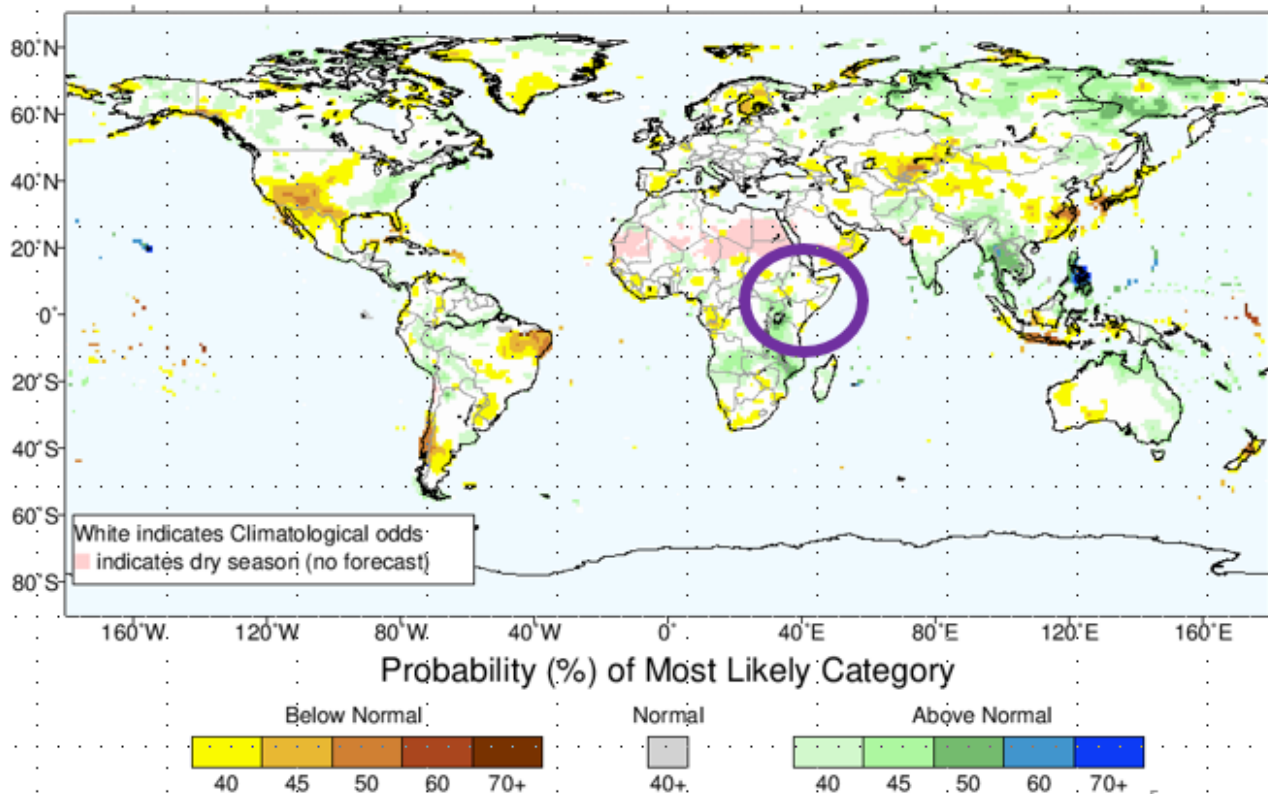 80°N
60°N
40°N
20°N
0°
20°S
40°S
60°S
80°S
White indicates Climatological odds
indicates dry season (no forecast)
160°W 120°W 80°W 40°W 0° 40°E 80°E 120°E 160°E
Probability (%) of Most Likely Category
Below Normal Normal Above Normal
40 45 50 60 70+ 40+ 40 45 50 60 70+